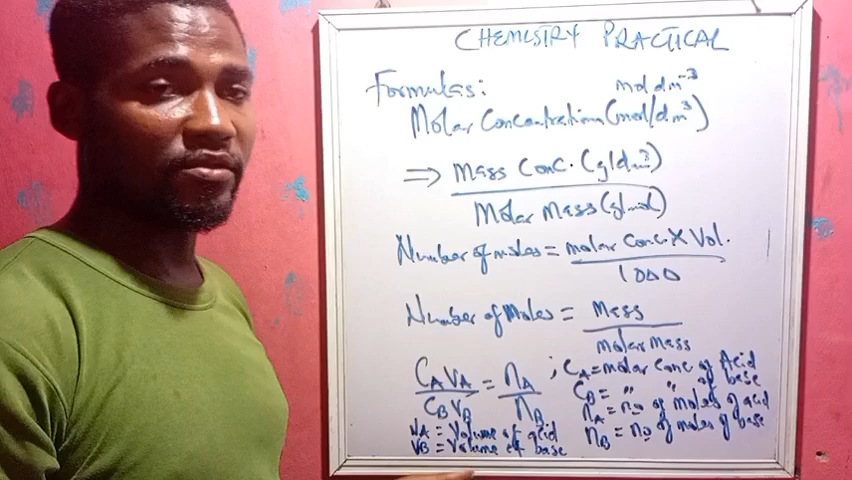 CHEMISTRY PRACTICAL
Formulas: mol dm⁻³
Molar Concentration (mol/dm³)
⇒ Mass Conc. (g/dm³)
Molar Mass (g/mol)
Number of moles = molar Conc. X Vol.
1000
Number of Moles = Mass
molar mass
CAVA = nA ; CA = molar conc of Acid
CBVB nB CB = " " of base
nA = no of moles of acid
VA = Volume of acid nB = no of moles of base
VB = Volume of base